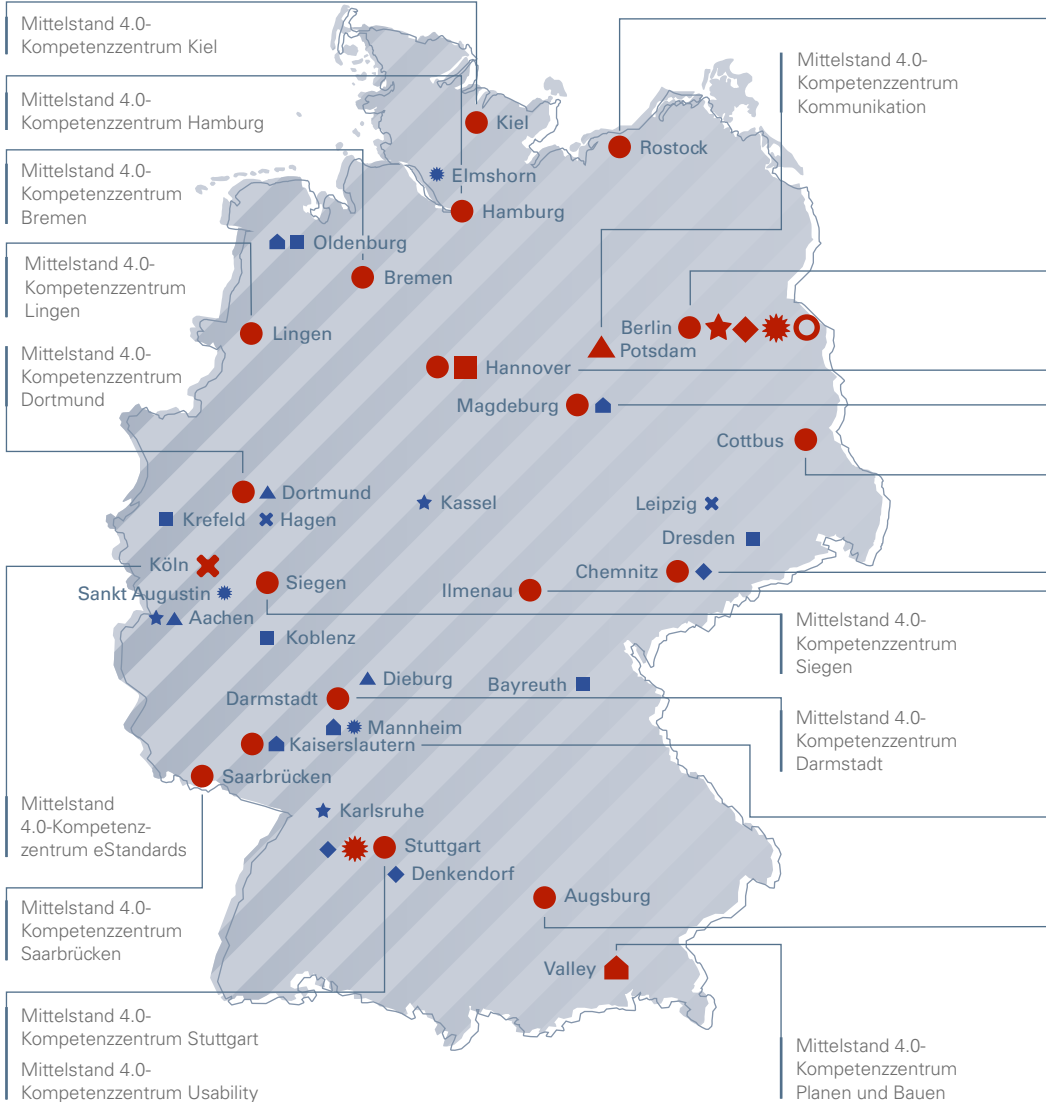 Mittelstand 4.0-
Kompetenzzentrum Kiel
Mittelstand 4.0-
Kompetenzzentrum Hamburg
Mittelstand 4.0-
Kompetenzzentrum
Bremen
Mittelstand 4.0-
Kompetenzzentrum
Lingen
Mittelstand 4.0-
Kompetenzzentrum
Dortmund
Mittelstand
4.0-Kompetenz-
zentrum eStandards
Mittelstand 4.0-
Kompetenzzentrum
Saarbrücken
Mittelstand 4.0-
Kompetenzzentrum Stuttgart
Mittelstand 4.0-
Kompetenzzentrum Usability
Kiel
Rostock
Elmshorn
Hamburg
Oldenburg
Bremen
Berlin
Lingen
Potsdam
Hannover
Magdeburg
Cottbus
Dortmund
Kassel
Leipzig
Krefeld
Hagen
Dresden
Köln
Chemnitz
Siegen
Ilmenau
Sankt Augustin
Aachen
Koblenz
Dieburg
Bayreuth
Darmstadt
Mannheim
Kaiserslautern
Saarbrücken
Karlsruhe
Stuttgart
Denkendorf
Augsburg
Valley
Mittelstand 4.0-
Kompetenzzentrum
Kommunikation
Mittelstand 4.0-
Kompetenzzentrum
Siegen
Mittelstand 4.0-
Kompetenzzentrum
Darmstadt
Mittelstand 4.0-
Kompetenzzentrum
Planen und Bauen